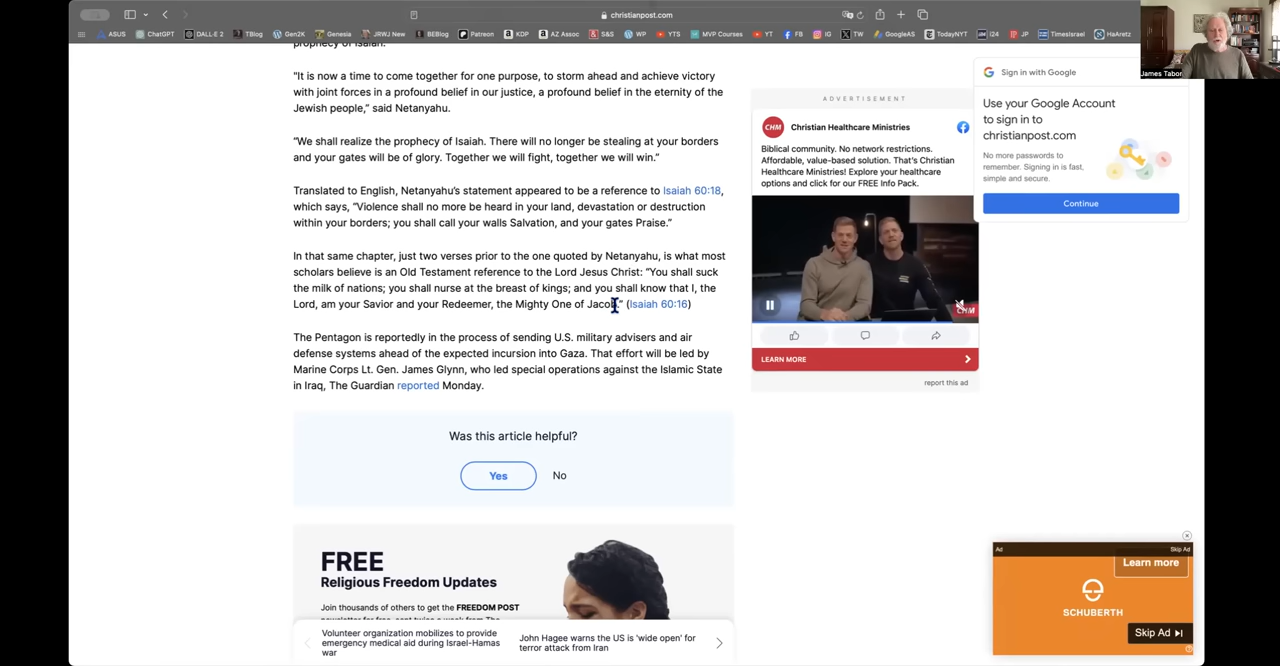 christianpost.com
ASUS ChatGPT DALL-E 2 TBlog Gen2K Genesia JRWJ New BEBlog Patreon KDP AZ Assoc S&S WP YTS MVP Courses YT FB IG TW GoogleAS TodayNYT I24 JP TimesIsrael HaAretz
James Tabor
prophecy of Isaiah.
"It is now a time to come together for one purpose, to storm ahead and achieve victory
with joint forces in a profound belief in our justice, a profound belief in the eternity of the
Jewish people," said Netanyahu.
"We shall realize the prophecy of Isaiah. There will no longer be stealing at your borders
and your gates will be of glory. Together we will fight, together we will win."
Translated to English, Netanyahu's statement appeared to be a reference to Isaiah 60:18,
which says, "Violence shall no more be heard in your land, devastation or destruction
within your borders; you shall call your walls Salvation, and your gates Praise."
In that same chapter, just two verses prior to the one quoted by Netanyahu, is what most
scholars believe is an Old Testament reference to the Lord Jesus Christ: "You shall suck
the milk of nations; you shall nurse at the breast of kings; and you shall know that I, the
Lord, am your Savior and your Redeemer, the Mighty One of Jacob." (Isaiah 60:16)
The Pentagon is reportedly in the process of sending U.S. military advisers and air
defense systems ahead of the expected incursion into Gaza. That effort will be led by
Marine Corps Lt. Gen. James Glynn, who led special operations against the Islamic State
in Iraq, The Guardian reported Monday.
Was this article helpful?
Yes No
FREE
Religious Freedom Updates
Join thousands of others to get the FREEDOM POST
Volunteer organization mobilizes to provide
emergency medical aid during Israel-Hamas
war
John Hagee warns the US is 'wide open' for
terror attack from Iran
ADVERTISEMENT
CHM Christian Healthcare Ministries
Biblical community. No network restrictions.
Affordable, value-based solution. That's Christian
Healthcare Ministries! Explore your healthcare
options and click for our FREE Info Pack.
CHM
LEARN MORE
report this ad
Sign in with Google
Use your Google Account
to sign in to
christianpost.com
No more passwords to
remember. Signing in is fast,
simple and secure.
Continue
Ad Skip Ad
Learn more
SCHUBERTH
Skip Ad